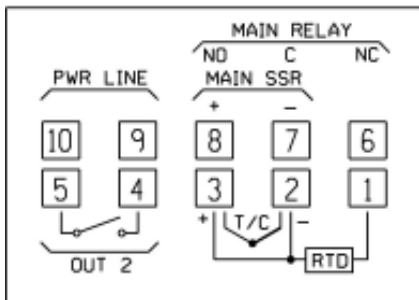 MAIN RELAY
NO C NC
PWR LINE MAIN SSR
+ −
10 9 8 7 6
5 4 3 2 1
+ T/C −
OUT 2 RTD